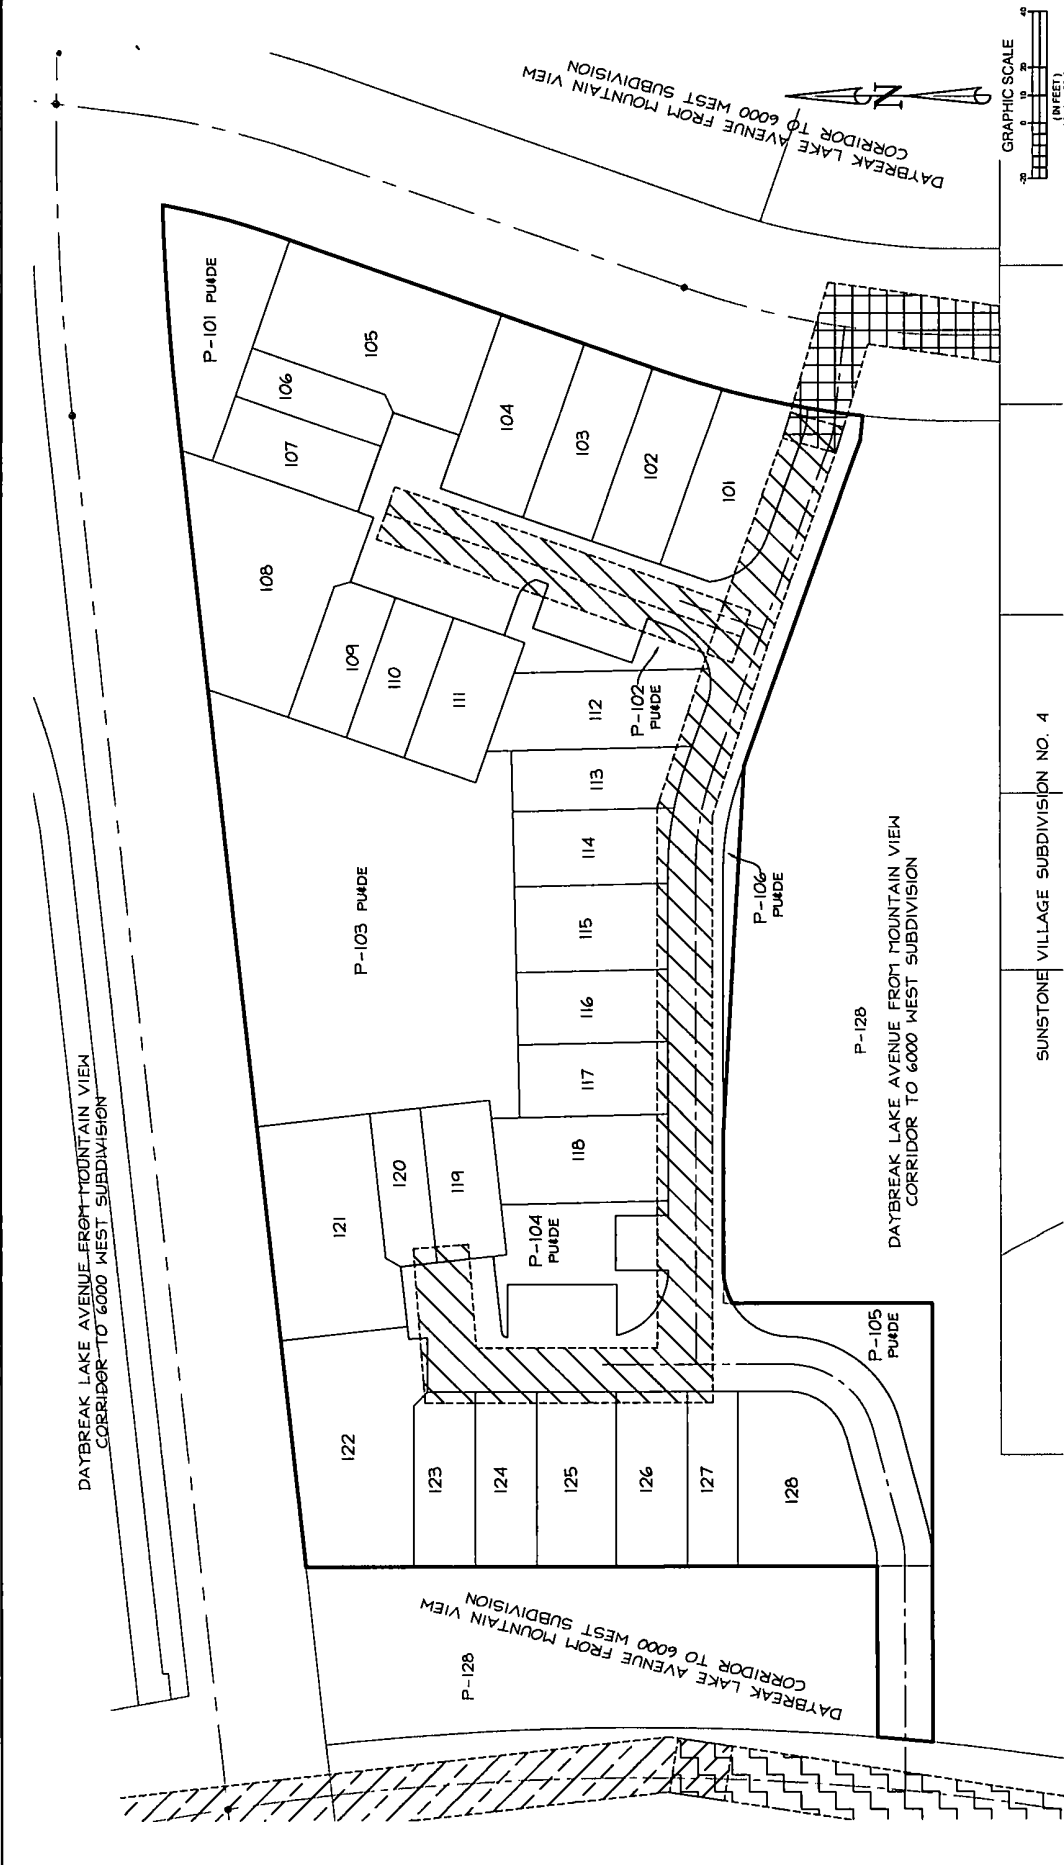 DAYBREAK LAKE AVENUE FROM MOUNTAIN VIEW
CORRIDOR TO 6000 WEST SUBDIVISION
DAYBREAK LAKE AVENUE FROM MOUNTAIN VIEW
CORRIDOR TO 6000 WEST SUBDIVISION
N
GRAPHIC SCALE
-20 0 10 20 40
( IN FEET )
P-101 PU&DE
105
106
107
104
103
102
101
108
109
110
111
P-102
PU&DE
112
113
114
115
116
117
118
P-103 PU&DE
P-106
PU&DE
119
120
121
P-104
PU&DE
P-105
PU&DE
122
123
124
125
126
127
128
P-128
DAYBREAK LAKE AVENUE FROM MOUNTAIN VIEW
CORRIDOR TO 6000 WEST SUBDIVISION
SUNSTONE VILLAGE SUBDIVISION NO. 4
P-128
DAYBREAK LAKE AVENUE FROM MOUNTAIN VIEW
CORRIDOR TO 6000 WEST SUBDIVISION